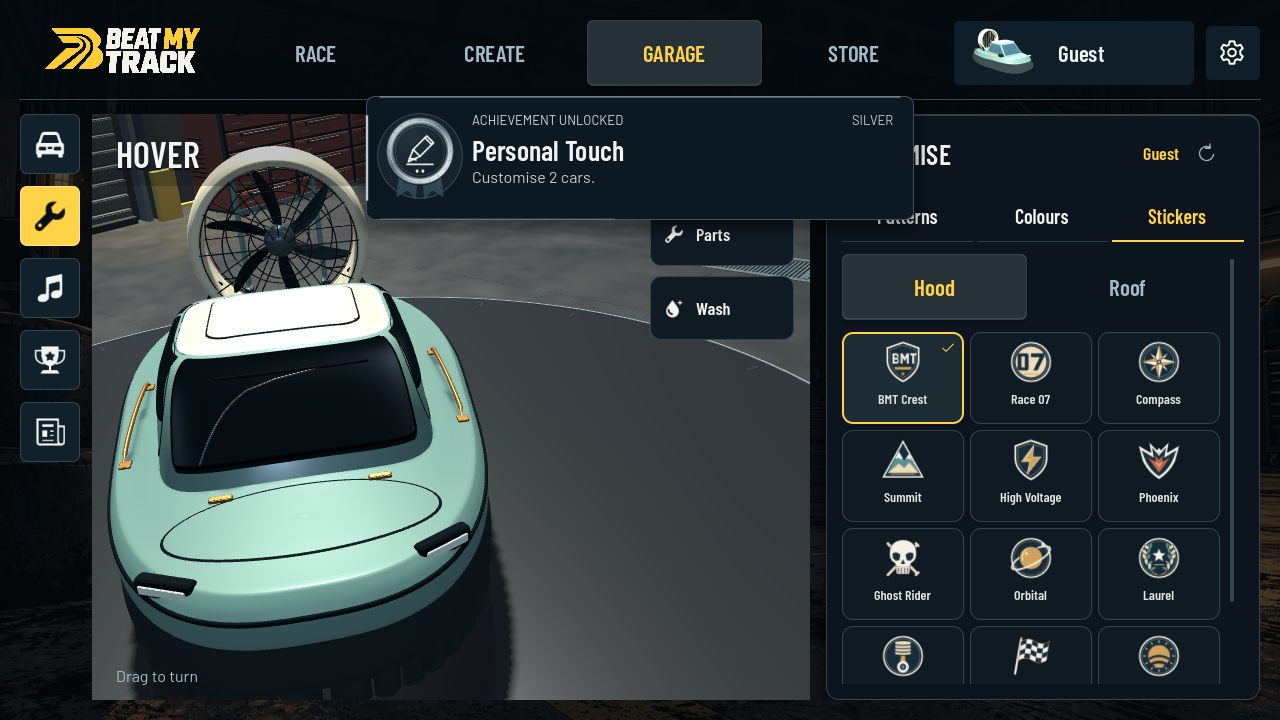 BEAT MY TRACK
RACE
CREATE
GARAGE
STORE
Guest
HOVER
ACHIEVEMENT UNLOCKED
SILVER
Personal Touch
Customise 2 cars.
MISE
Guest
Patterns
Colours
Stickers
Parts
Wash
Hood
Roof
BMT
BMT Crest
07
Race 07
Compass
Summit
High Voltage
Phoenix
Ghost Rider
Orbital
Laurel
Drag to turn